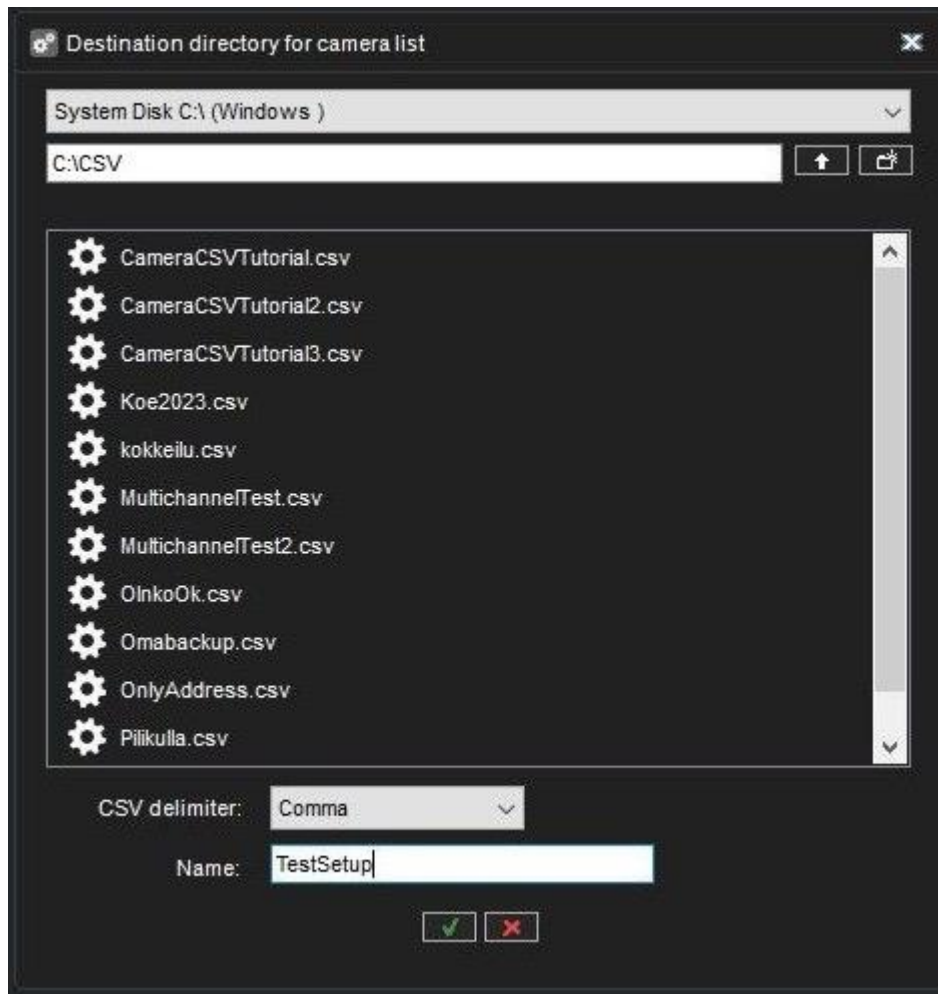 Destination directory for camera list
System Disk C:\ (Windows )
C:\CSV
CameraCSVTutorial.csv
CameraCSVTutorial2.csv
CameraCSVTutorial3.csv
Koe2023.csv
kokkeilu.csv
MultichannelTest.csv
MultichannelTest2.csv
OlnkoOk.csv
Omabackup.csv
OnlyAddress.csv
Pilikulla.csv
CSV delimiter: Comma
Name: TestSetup